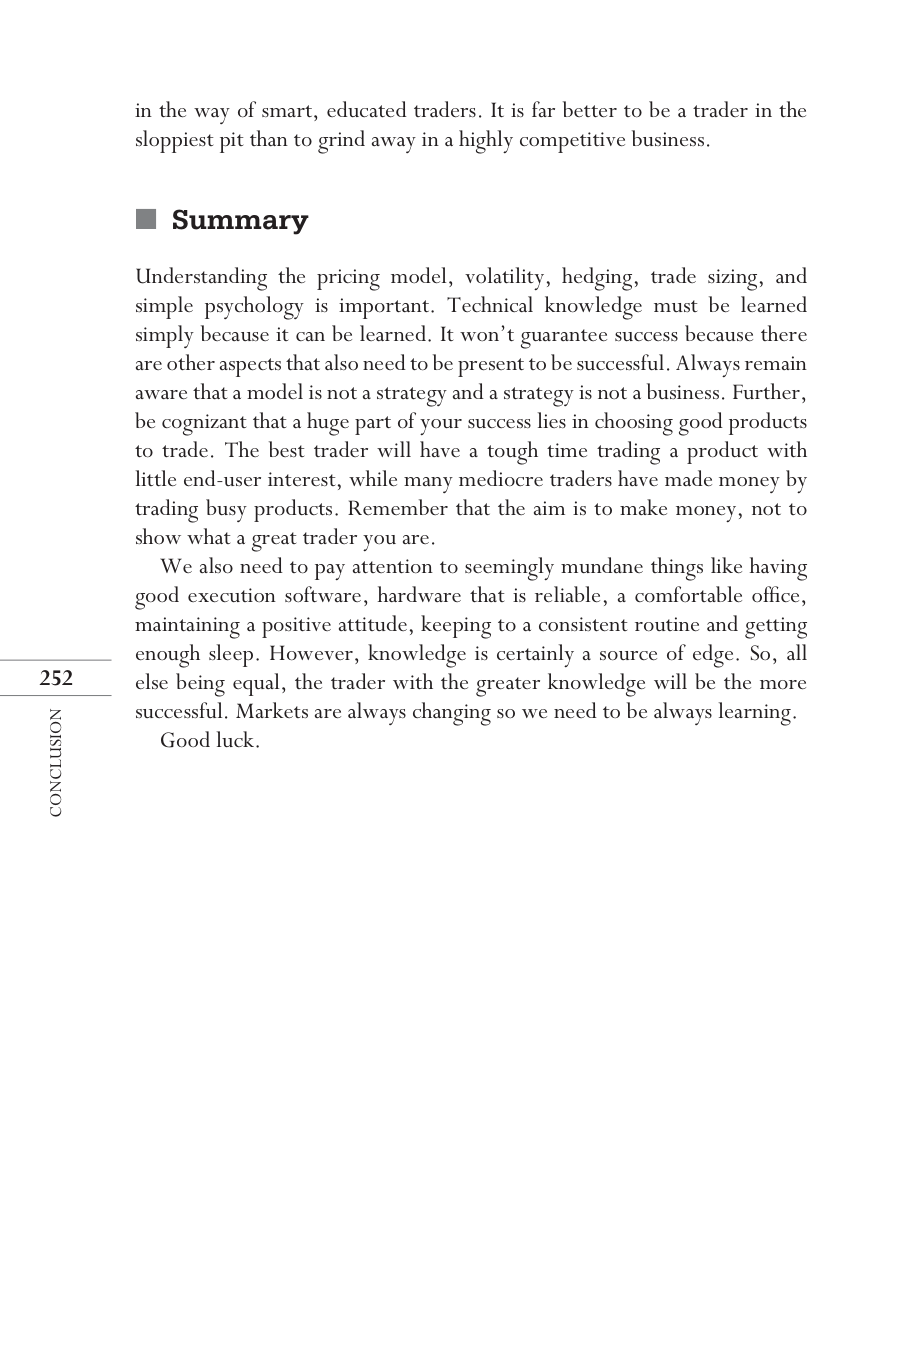 in the way of smart, educated traders. It is far better to be a trader in the
sloppiest pit than to grind away in a highly competitive business.
Summary
Understanding the pricing model, volatility, hedging, trade sizing, and
simple psychology is important. Technical knowledge must be learned
simply because it can be learned. It won’t guarantee success because there
are other aspects that also need to be present to be successful. Always remain
aware that a model is not a strategy and a strategy is not a business. Further,
be cognizant that a huge part of your success lies in choosing good products
to trade. The best trader will have a tough time trading a product with
little end-user interest, while many mediocre traders have made money by
trading busy products. Remember that the aim is to make money, not to
show what a great trader you are.
We also need to pay attention to seemingly mundane things like having
good execution software, hardware that is reliable, a comfortable office,
maintaining a positive attitude, keeping to a consistent routine and getting
enough sleep. However, knowledge is certainly a source of edge. So, all
else being equal, the trader with the greater knowledge will be the more
successful. Markets are always changing so we need to be always learning.
Good luck.
252
CONCLUSION